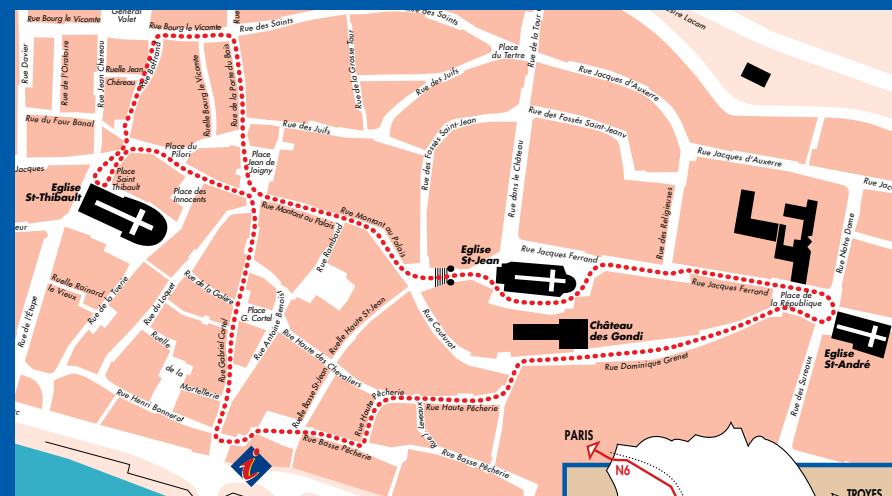 Rue Bourg le Vicomte
Général
Valet
Rue Bourg le Vicomte
Rue des Saints
Rue des Saints
Rue de la Tour C
Rue Davier
Rue de l'Oratoire
Rue Jean Chéreau
Ruelle Jean
Chéreau
Rue Boffrand
Ruelle Bourg le Vicomte
Rue de la Porte du Bois
Rue de la Grosse Tour
Rue des Juifs
Place
du Tertre
Rue Jacques d'Auxerre
Rue du Four Banal
Rue des Juifs
Rue des Fossés Saint-Jean
Rue des Fossés Saint-Jeanv
Rue Jacques d'Auxerre
Rue Jac
Jacques
Place du
Pilori
Place
Jean de
Joigny
Place
Saint
Thibault
Eglise
St-Thibault
Place des
Innocents
Rue Montant au Palais
Rue Montant au
Palais
Rue dans le Château
Rue des Religieuses
Rue Notre Dame
eur
Rue Rambaud
Eglise
St-Jean
Rue Jacques Ferrand
Rue Jacques Ferrand
Place de
la République
Ruelle Rainard
le Vieux
Rue de la Tuerie
Rue du Loquet
Rue de la Galère
Place
G. Cortel
Rue de l'Étape
Rue Gabriel Cortel
Rue Antoine Benoist
Ruelle Haute St-Jean
Rue Couturat
Château
des Gondi
Eglise
St-André
Ruelle
de la
Mortellerie
Rue Haute des Chevaliers
Rue Dominique Grenet
Rue des Sureaux
Rue Henri Bonnerot
Ruelle Basse St-Jean
Rue Haute Pêcherie
Rue Haute Pêcherie
Rue Basse Pêcherie
Rue Basse Pêcherie
i
PARIS
N6
TROYES